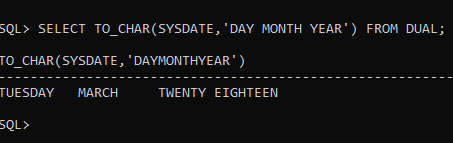 SQL> SELECT TO_CHAR(SYSDATE,'DAY MONTH YEAR') FROM DUAL;
TO_CHAR(SYSDATE,'DAYMONTHYEAR')
--------------------------------------------------------
TUESDAY   MARCH     TWENTY EIGHTEEN
SQL>